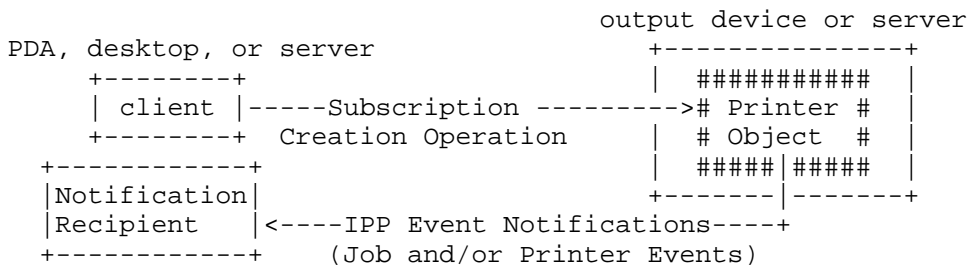 output device or server
PDA, desktop, or server +---------------+
+--------+ | ########### |
| client |-----Subscription ---------># Printer # |
+--------+ Creation Operation | # Object # |
+------------+ | #####|##### |
|Notification| +-------|-------+
|Recipient |<----IPP Event Notifications----+
+------------+ (Job and/or Printer Events)